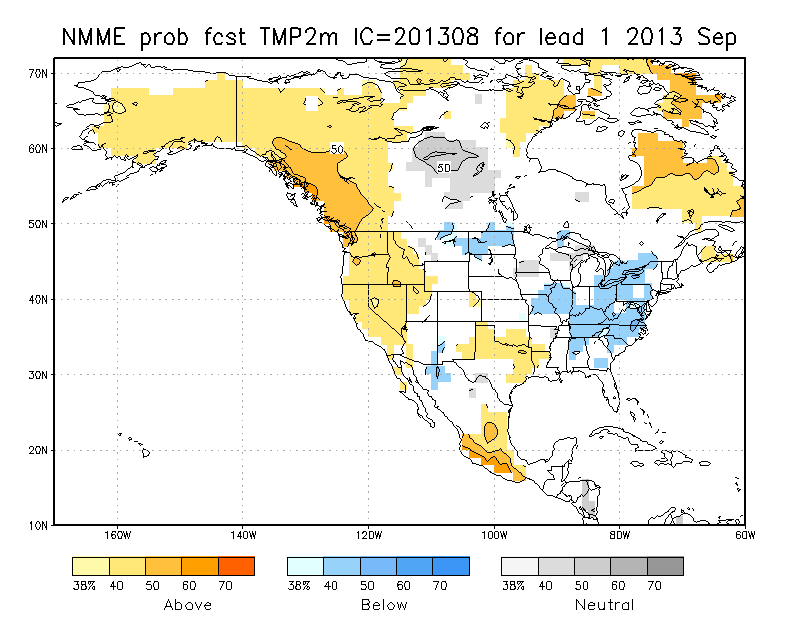 NMME prob fcst TMP2m IC=201308 for lead 1 2013 Sep
70N
60N
50
50
50N
40N
30N
20N
10N
160W 140W 120W 100W 80W 60W
38% 40 50 60 70 38% 40 50 60 70 38% 40 50 60 70
Above Below Neutral